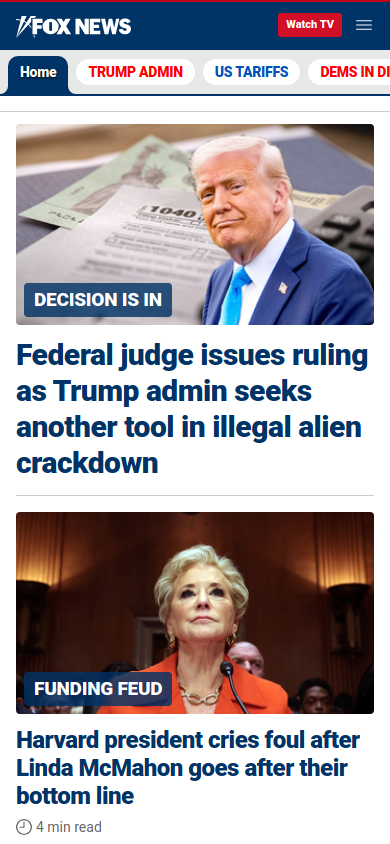 FOX NEWS
Watch TV
Home
TRUMP ADMIN
US TARIFFS
DEMS IN DI
1040
DECISION IS IN
Federal judge issues ruling
as Trump admin seeks
another tool in illegal alien
crackdown
FUNDING FEUD
Harvard president cries foul after
Linda McMahon goes after their
bottom line
4 min read